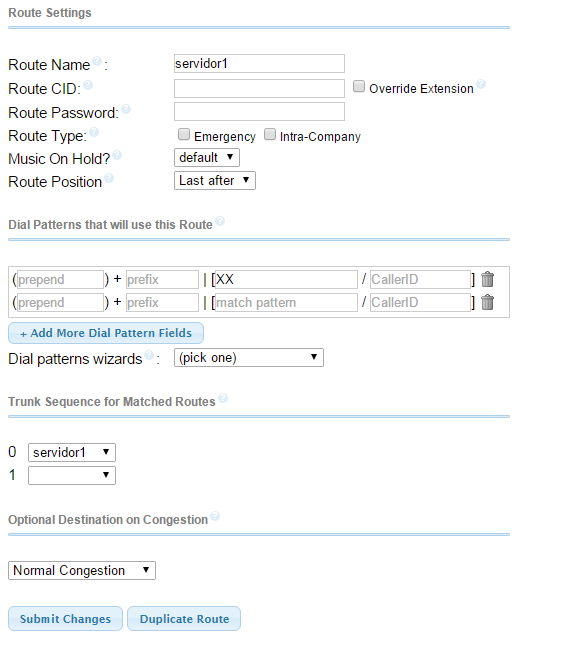 Route Settings
Route Name? : servidor1
Route CID:? Override Extension?
Route Password:?
Route Type:? Emergency Intra-Company
Music On Hold?? default
Route Position? Last after
Dial Patterns that will use this Route?
(prepend) + prefix | [XX / CallerID]
(prepend) + prefix | [match pattern / CallerID]
+ Add More Dial Pattern Fields
Dial patterns wizards? : (pick one)
Trunk Sequence for Matched Routes?
0 servidor1
1
Optional Destination on Congestion?
Normal Congestion
Submit Changes Duplicate Route